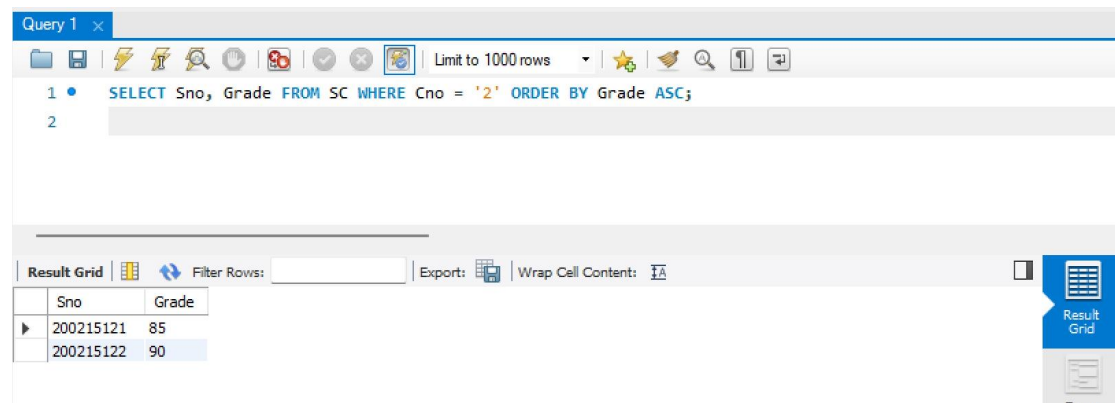 Query 1
Limit to 1000 rows
1 SELECT Sno, Grade FROM SC WHERE Cno = '2' ORDER BY Grade ASC;
2
Result Grid Filter Rows: Export: Wrap Cell Content:
Sno Grade
200215121 85
200215122 90
Result
Grid